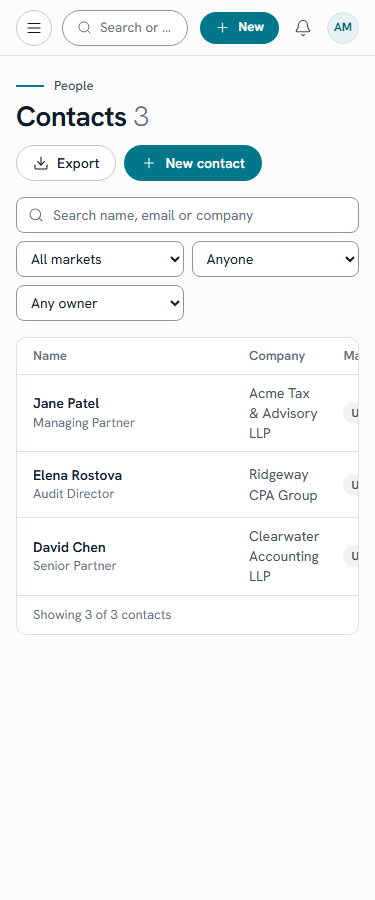 Search or ...
New
AM
People
Contacts 3
Export
New contact
Search name, email or company
All markets
Anyone
Any owner
Name Company
Jane Patel
Managing Partner
Acme Tax
& Advisory
LLP
Elena Rostova
Audit Director
Ridgeway
CPA Group
David Chen
Senior Partner
Clearwater
Accounting
LLP
Showing 3 of 3 contacts